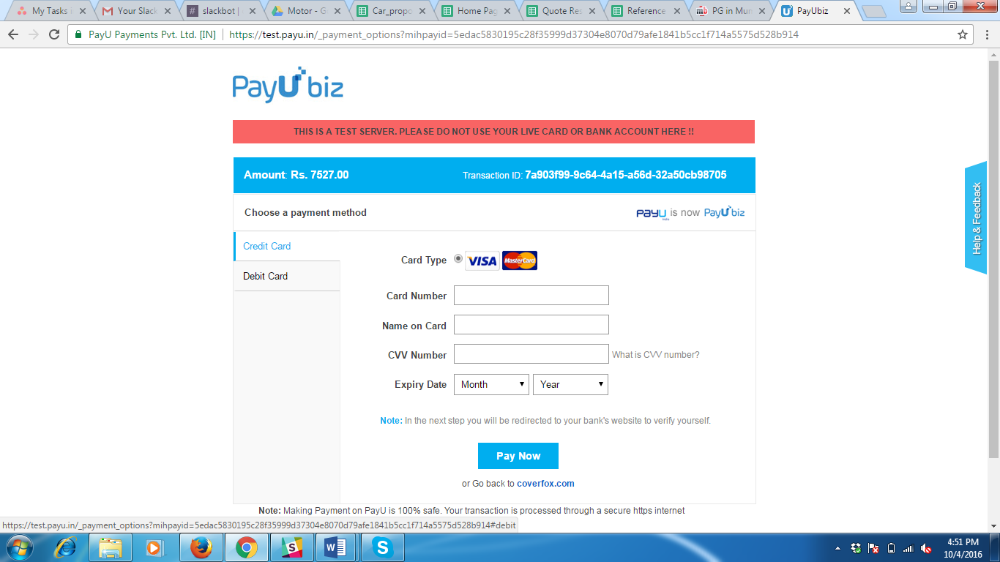 My Tasks i
Your Slack
slackbot |
Motor - G
Car_propo
Home Pag
Quote Res
Reference
PG in Mum
PayUbiz
PayU Payments Pvt. Ltd. [IN] https://test.payu.in/_payment_options?mihpayid=5edac5830195c28f35999d37304e8070d79afe1841b5cc1f714a5575d528b914
PayU biz
THIS IS A TEST SERVER. PLEASE DO NOT USE YOUR LIVE CARD OR BANK ACCOUNT HERE !!
Amount: Rs. 7527.00 Transaction ID: 7a903f99-9c64-4a15-a56d-32a50cb98705
Choose a payment method PayU india is now PayU biz
Credit Card
Debit Card
Card Type VISA MasterCard
Card Number
Name on Card
CVV Number What is CVV number?
Expiry Date Month Year
Note: In the next step you will be redirected to your bank's website to verify yourself.
Pay Now
or Go back to coverfox.com
Note: Making Payment on PayU is 100% safe. Your transaction is processed through a secure https internet
Help & Feedback
https://test.payu.in/_payment_options?mihpayid=5edac5830195c28f35999d37304e8070d79afe1841b5cc1f714a5575d528b914#debit
4:51 PM
10/4/2016